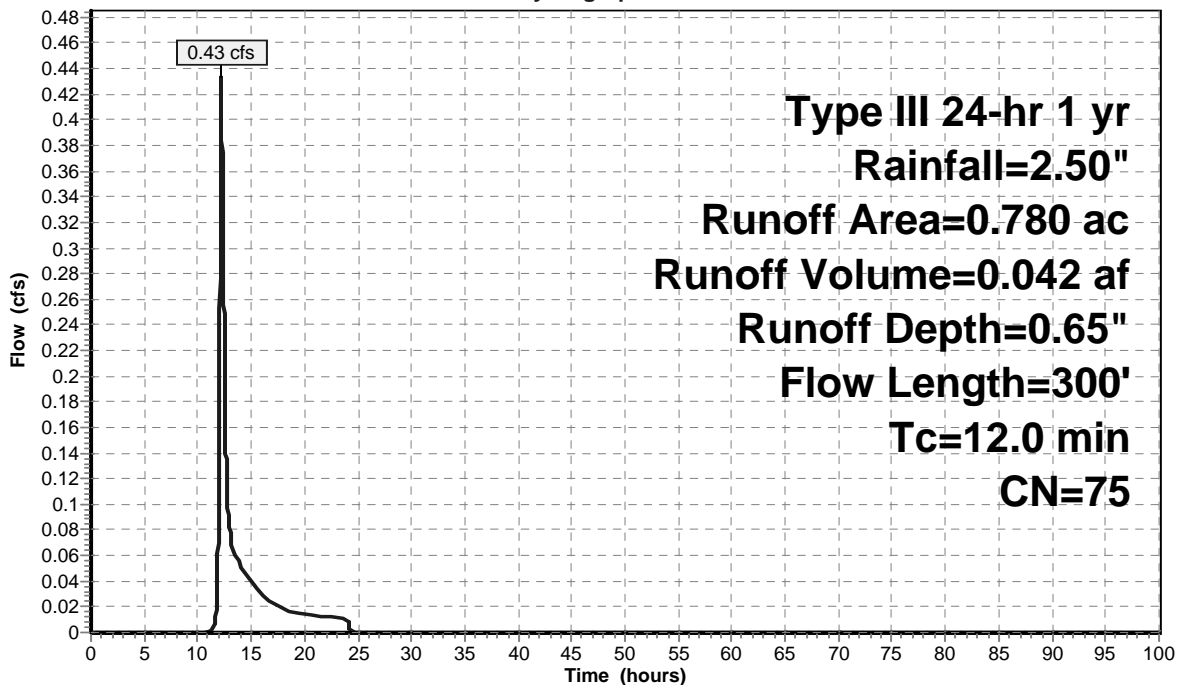 0.48
0.46
0.44
0.42
0.4
0.38
0.36
0.34
0.32
0.3
0.28
0.26
0.24
0.22
0.2
0.18
0.16
0.14
0.12
0.1
0.08
0.06
0.04
0.02
0
Flow (cfs)
0.43 cfs
Type III 24-hr 1 yr
Rainfall=2.50"
Runoff Area=0.780 ac
Runoff Volume=0.042 af
Runoff Depth=0.65"
Flow Length=300'
Tc=12.0 min
CN=75
0 5 10 15 20 25 30 35 40 45 50 55 60 65 70 75 80 85 90 95 100
Time (hours)